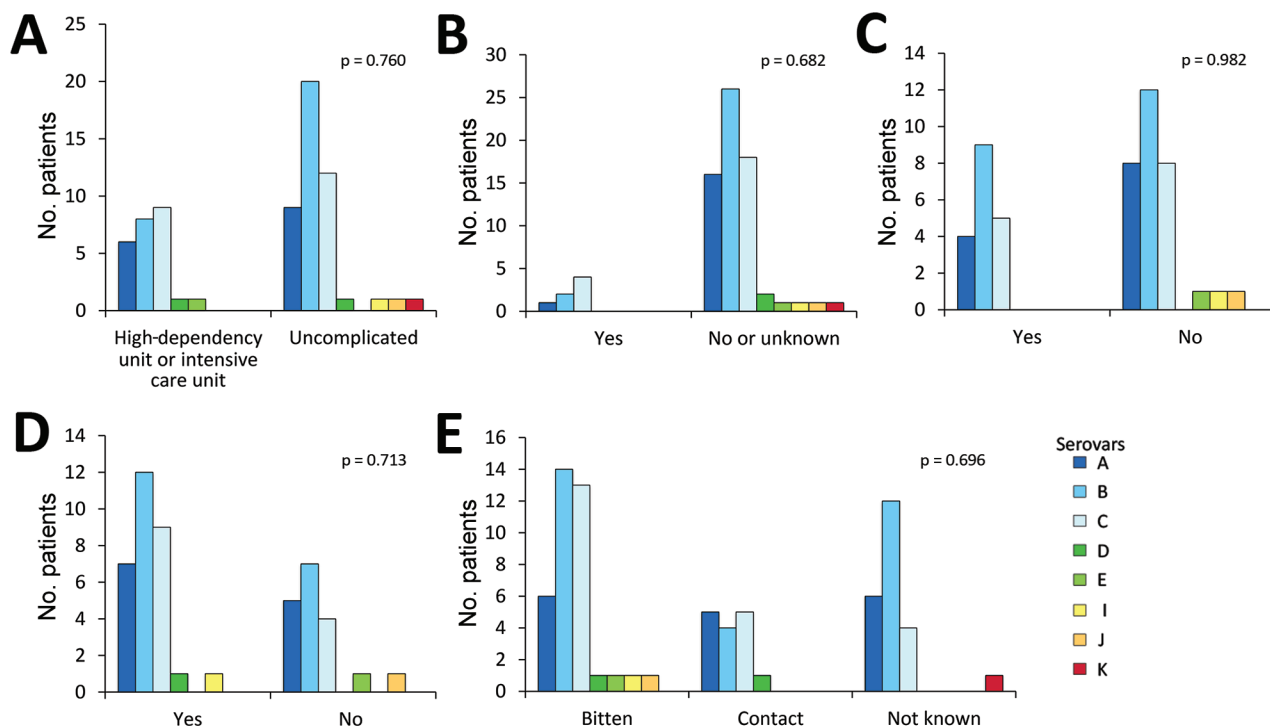 A
No. patients
25
20
15
10
5
0
p = 0.760
High-dependency
unit or intensive
care unit
Uncomplicated
B
No. patients
30
25
20
15
10
5
0
p = 0.682
Yes
No or unknown
C
No. patients
14
12
10
8
6
4
2
0
p = 0.982
Yes
No
D
No. patients
14
12
10
8
6
4
2
0
p = 0.713
Yes
No
E
No. patients
16
14
12
10
8
6
4
2
0
p = 0.696
Bitten
Contact
Not known
Serovars
A
B
C
D
E
I
J
K